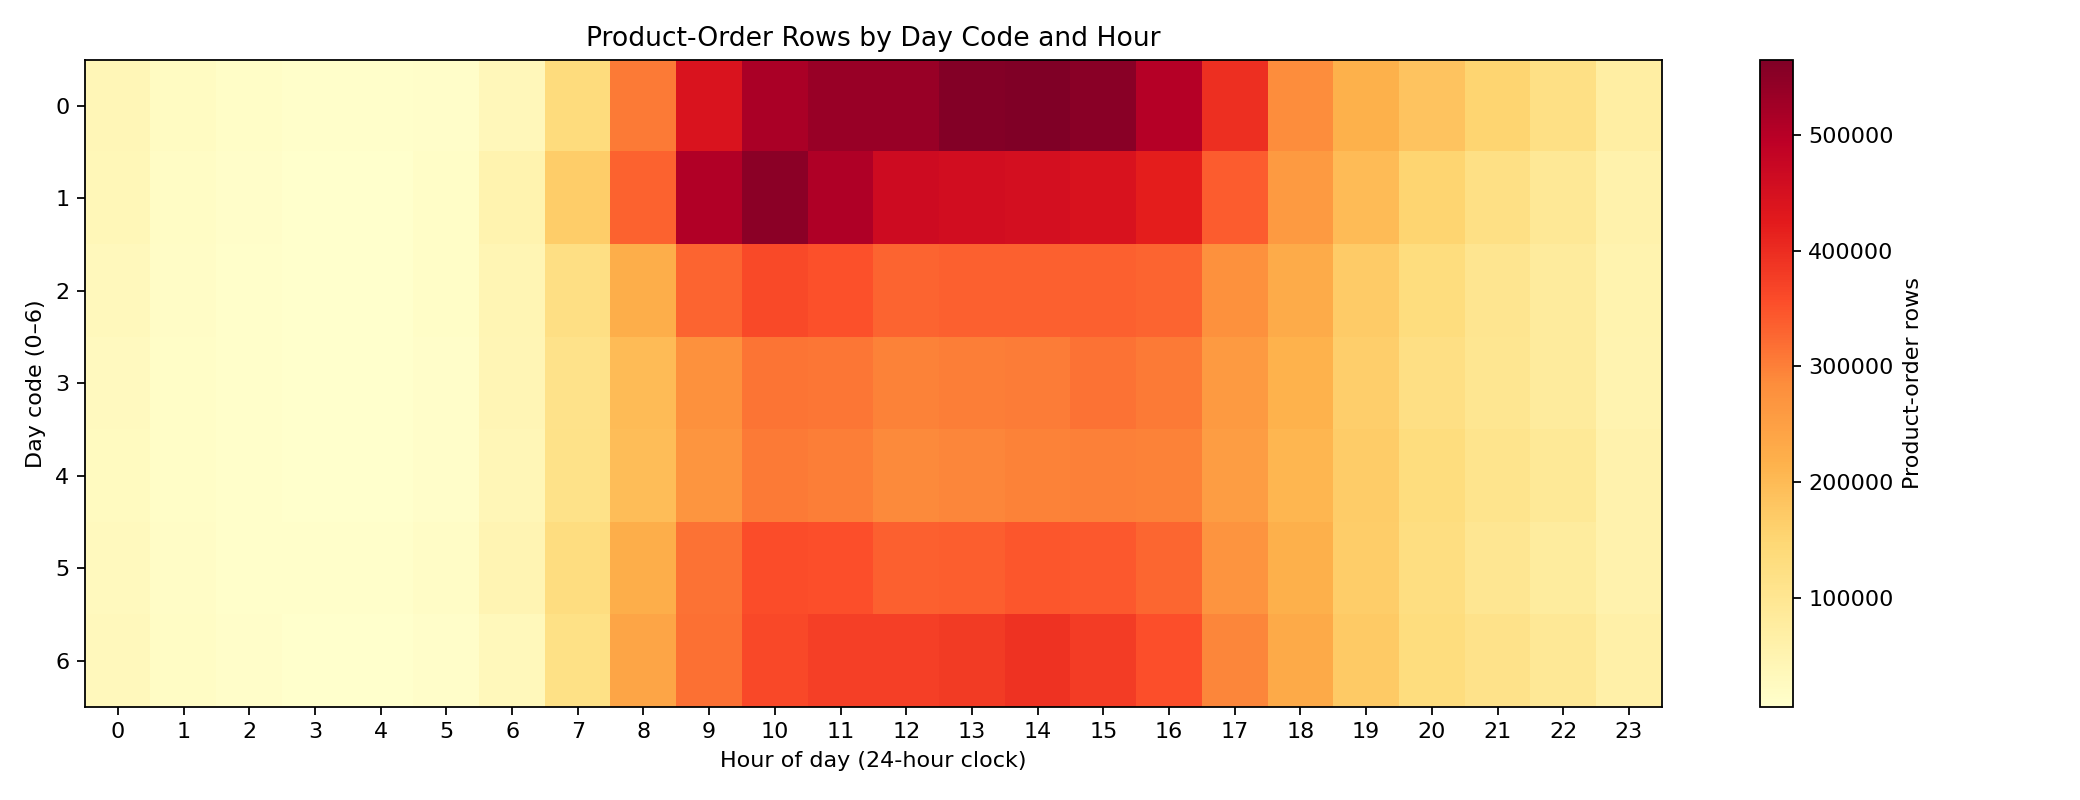 Product-Order Rows by Day Code and Hour
Day code (0–6)
0
1
2
3
4
5
6
0 1 2 3 4 5 6 7 8 9 10 11 12 13 14 15 16 17 18 19 20 21 22 23
Hour of day (24-hour clock)
500000
400000
300000
200000
100000
Product-order rows